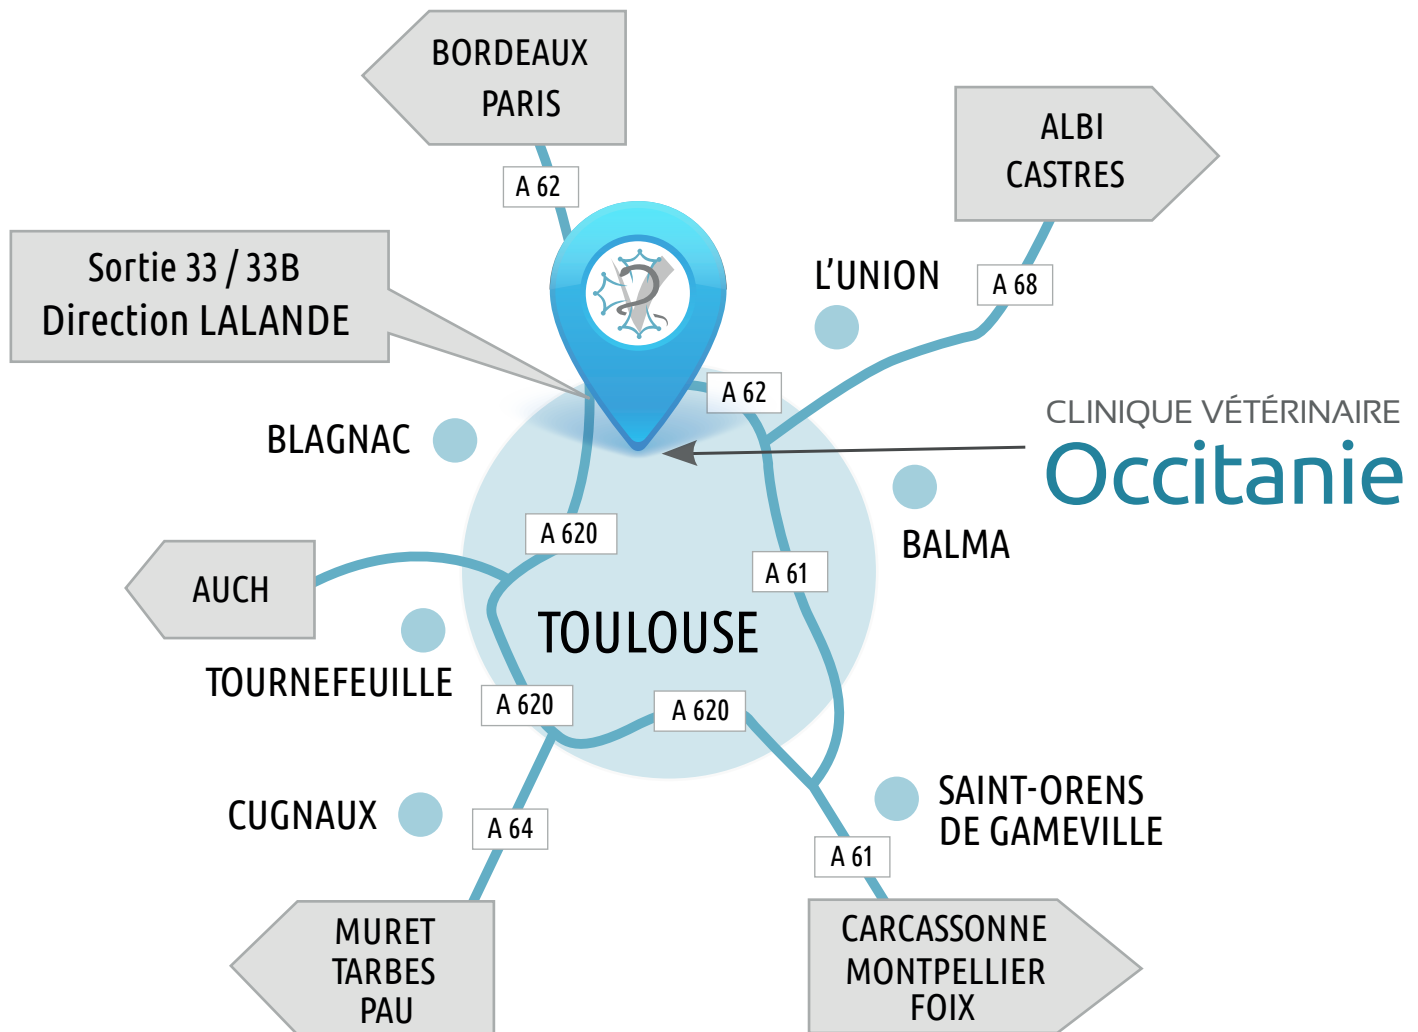 BORDEAUX
PARIS
ALBI
CASTRES
A 62
Sortie 33 / 33B
Direction LALANDE
L’UNION
A 68
A 62
CLINIQUE VÉTÉRINAIRE
Occitanie
BLAGNAC
A 620
BALMA
A 61
AUCH
TOULOUSE
TOURNEFEUILLE
A 620
A 620
CUGNAUX
A 64
SAINT-ORENS
DE GAMEVILLE
A 61
MURET
TARBES
PAU
CARCASSONNE
MONTPELLIER
FOIX